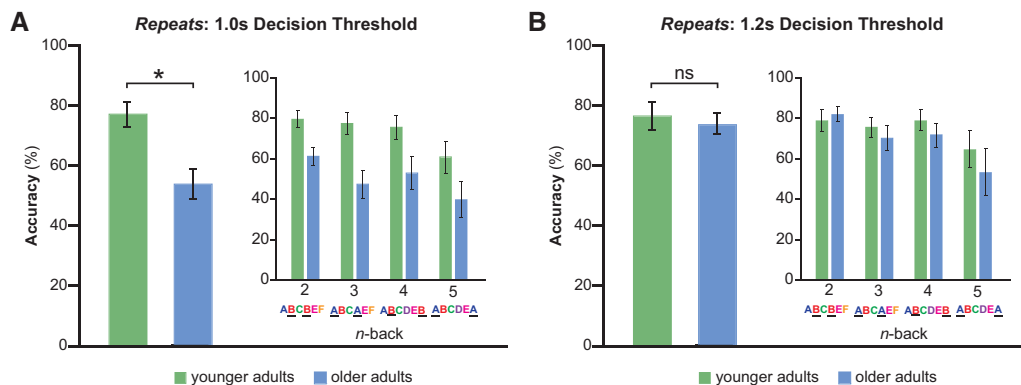 A
Repeats: 1.0s Decision Threshold
100
80
60
40
20
0
Accuracy (%)
*
100
80
60
40
20
0
2 3 4 5
ABCBEF ABCAEF ABCDEB ABCDEA
n-back
younger adults older adults
B
Repeats: 1.2s Decision Threshold
100
80
60
40
20
0
Accuracy (%)
ns
100
80
60
40
20
0
2 3 4 5
ABCBEF ABCAEF ABCDEB ABCDEA
n-back
younger adults older adults